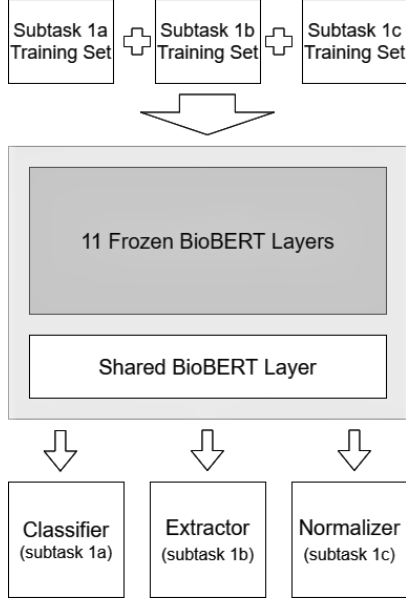 Subtask 1a
Training Set
Subtask 1b
Training Set
Subtask 1c
Training Set
11 Frozen BioBERT Layers
Shared BioBERT Layer
Classifier
(subtask 1a)
Extractor
(subtask 1b)
Normalizer
(subtask 1c)